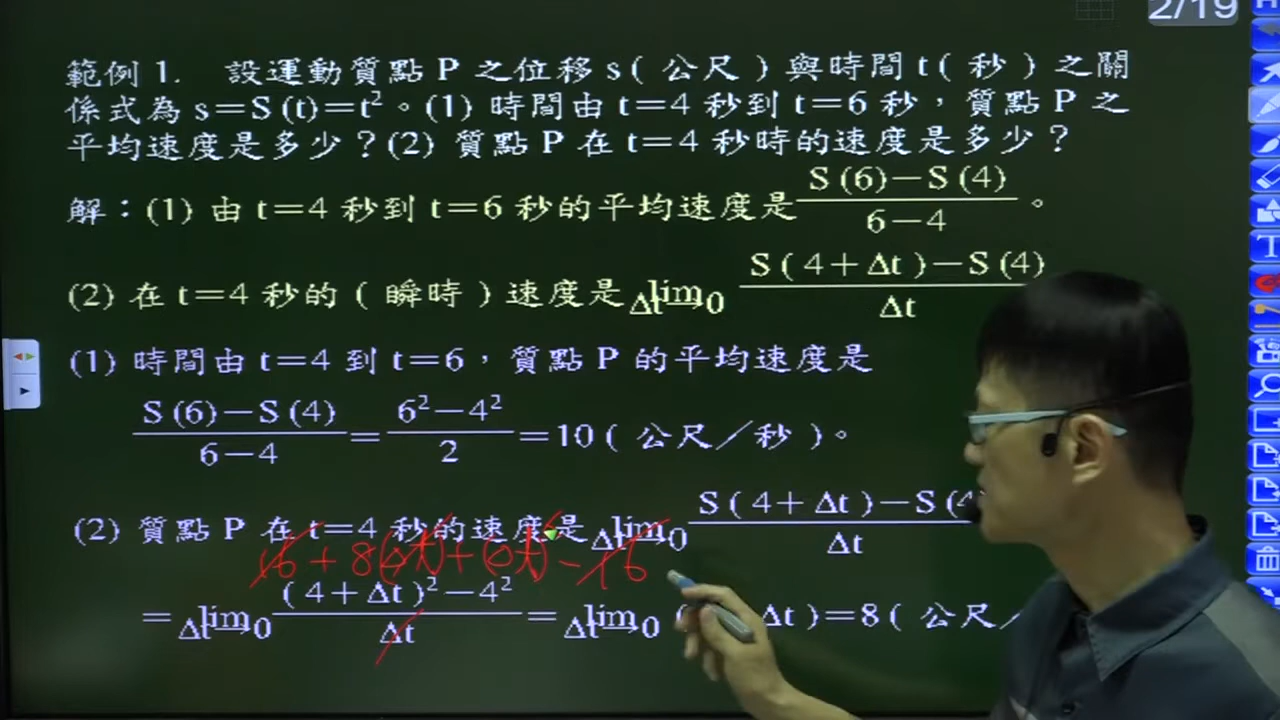 2/19
範例 1. 設運動質點 P 之位移 s( 公尺 ) 與時間 t( 秒 ) 之關
係式為 s=S (t)=t²。(1) 時間由 t=4 秒到 t=6 秒,質點 P 之
平均速度是多少?(2) 質點 P 在 t=4 秒時的速度是多少?
解:(1) 由 t=4 秒到 t=6 秒的平均速度是 S (6)−S (4) / 6−4 。
(2) 在 t=4 秒的 ( 瞬時 ) 速度是 lim Δt→0 S ( 4+Δt )−S (4) / Δt
(1) 時間由 t=4 到 t=6,質點 P 的平均速度是
S (6)−S (4) / 6−4 = 6²−4² / 2 =10 ( 公尺/秒 )。
(2) 質點 P 在 t=4 秒的速度是 lim Δt→0 S ( 4+Δt )−S (4 / Δt
16 + 8(Δt) + (Δt)² − 16
= lim Δt→0 ( 4+Δt )²−4² / Δt = lim Δt→0 ( Δt )=8 ( 公尺/